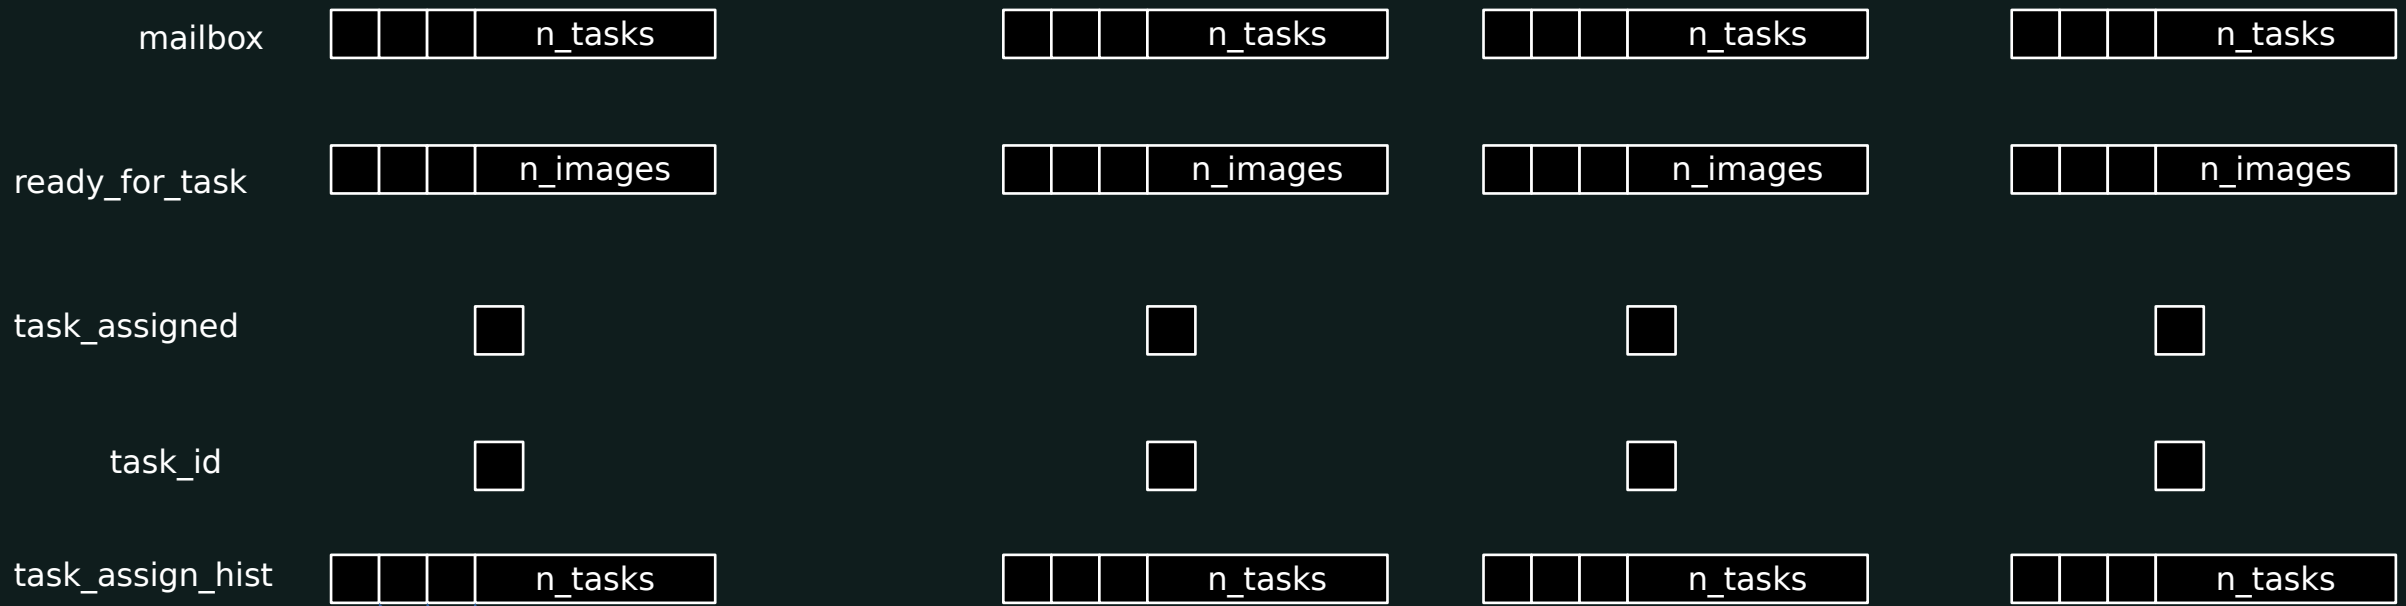 mailbox n_tasks n_tasks n_tasks n_tasks
ready_for_task n_images n_images n_images n_images
task_assigned
task_id
task_assign_hist n_tasks n_tasks n_tasks n_tasks